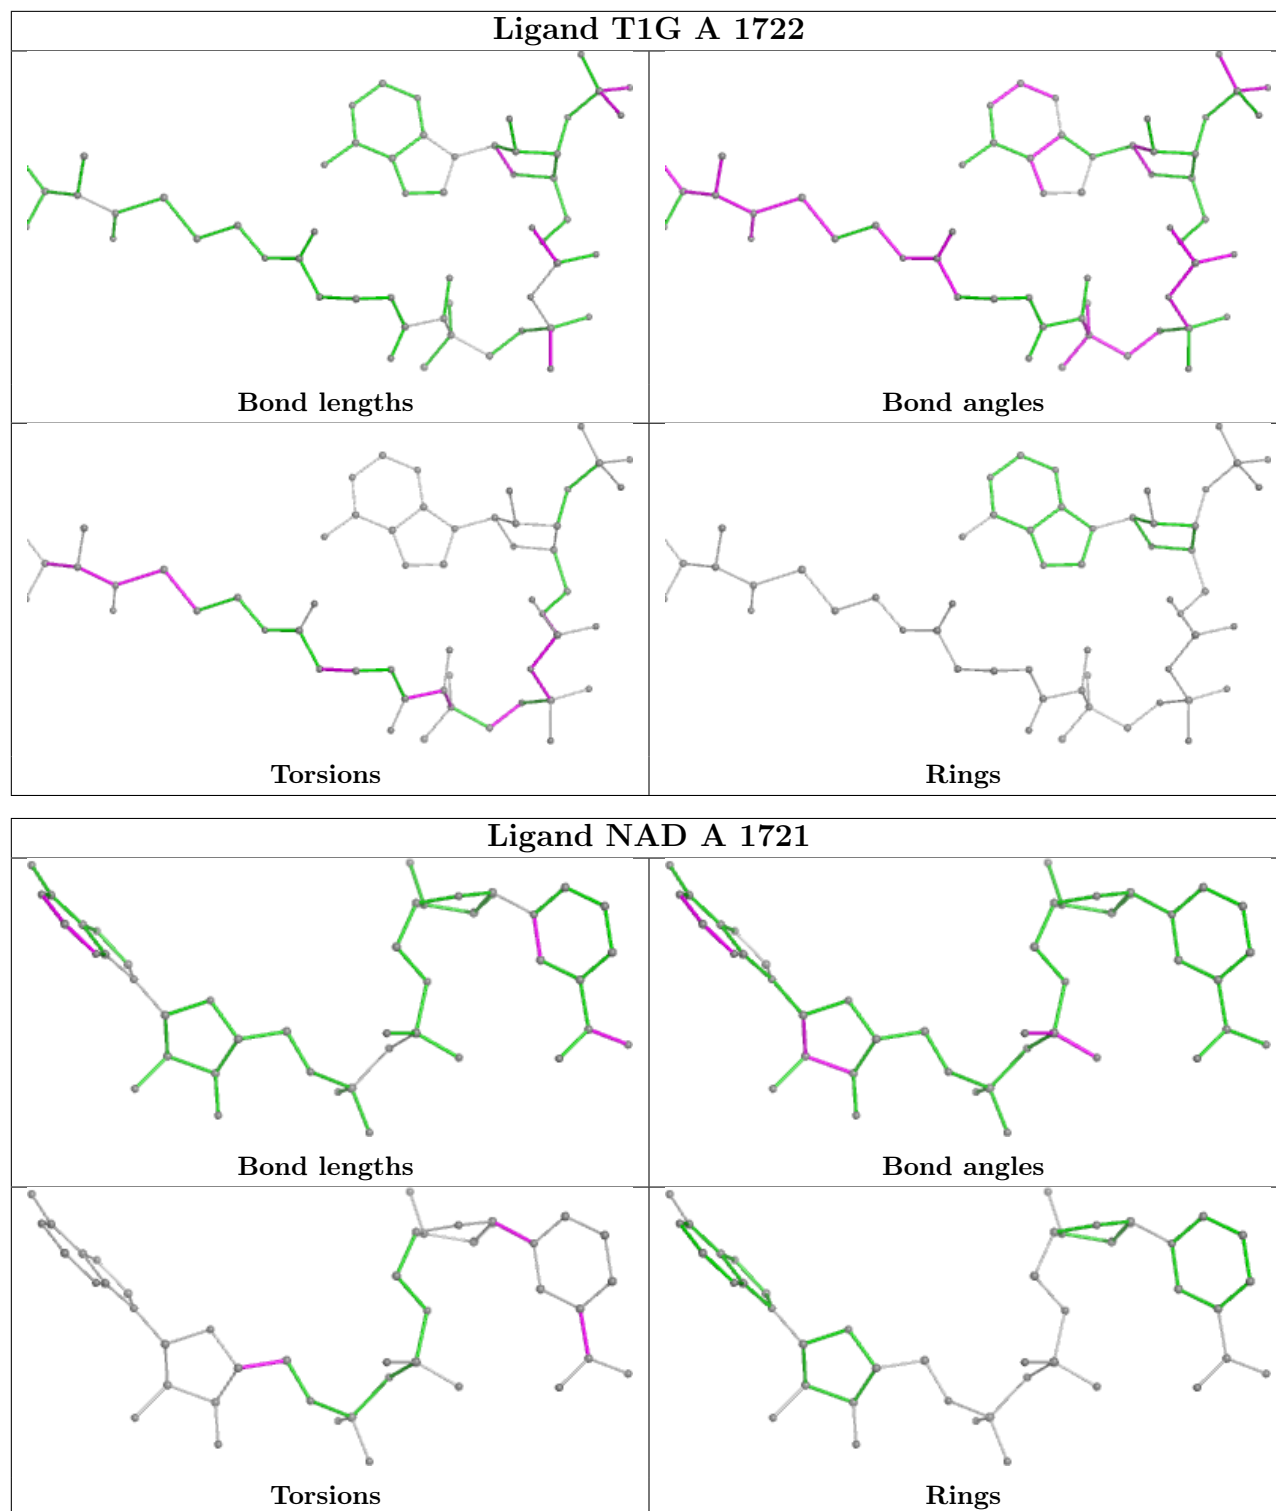 Ligand T1G A 1722
Bond lengths
Bond angles
Torsions
Rings
Ligand NAD A 1721
Bond lengths
Bond angles
Torsions
Rings